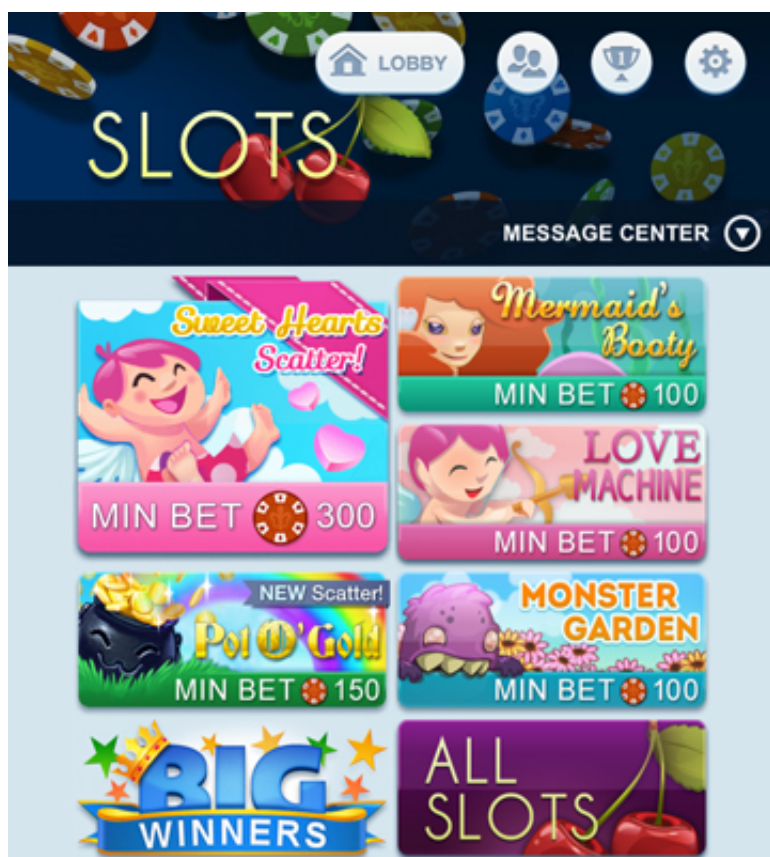 LOBBY
1
SLOTS
MESSAGE CENTER
Sweet Hearts
Scatter!
MIN BET 300
Mermaid's
Booty
MIN BET 100
LOVE
MACHINE
MIN BET 100
NEW Scatter!
Pot O' Gold
MIN BET 150
MONSTER
GARDEN
MIN BET 100
BIG
WINNERS
ALL
SLOTS